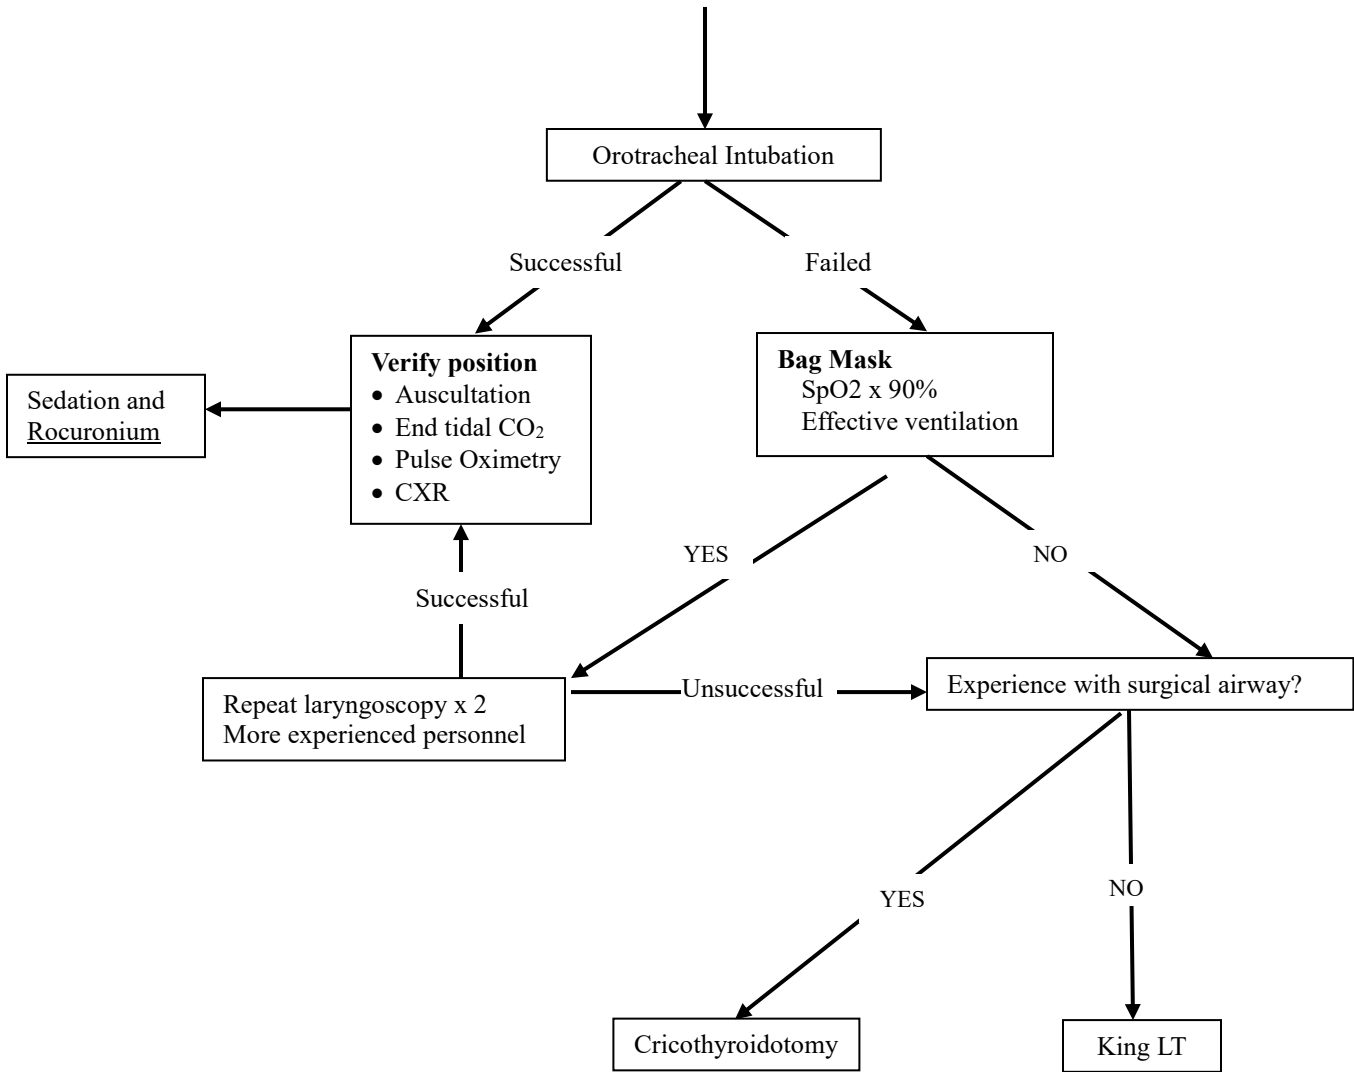 Orotracheal Intubation
Successful
Failed
Verify position
• Auscultation
• End tidal CO₂
• Pulse Oximetry
• CXR
Bag Mask
SpO2 x 90%
Effective ventilation
Sedation and
Rocuronium
YES
NO
Successful
Repeat laryngoscopy x 2
More experienced personnel
Unsuccessful
Experience with surgical airway?
YES
NO
Cricothyroidotomy
King LT